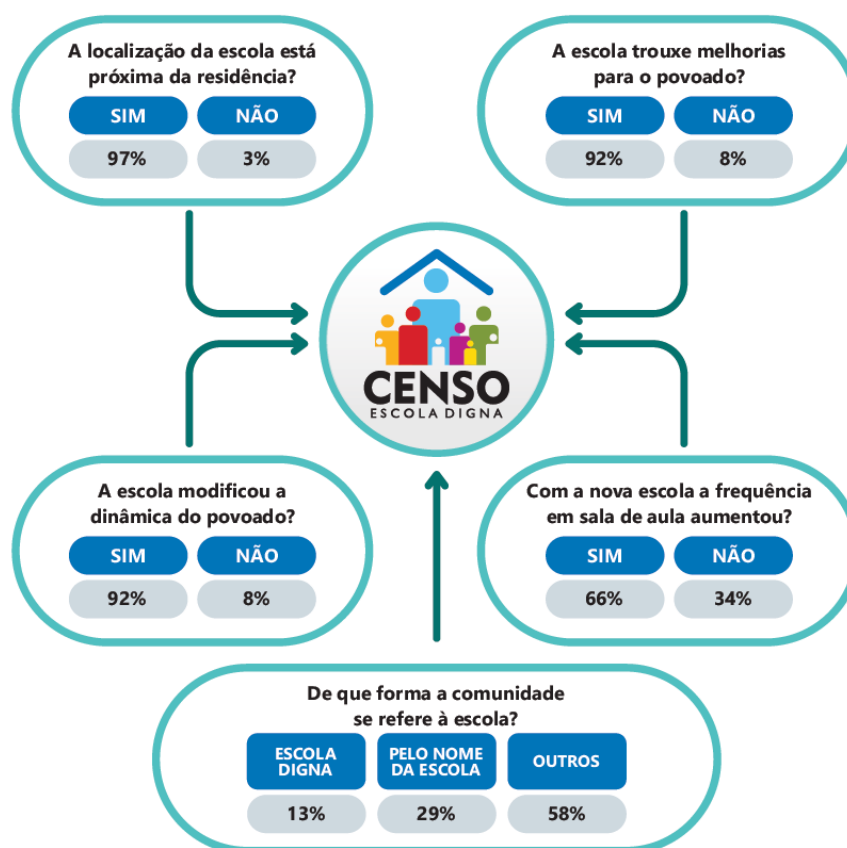 A localização da escola está
próxima da residência?
SIM NÃO
97% 3%
A escola trouxe melhorias
para o povoado?
SIM NÃO
92% 8%
CENSO
ESCOLA DIGNA
A escola modificou a
dinâmica do povoado?
SIM NÃO
92% 8%
Com a nova escola a frequência
em sala de aula aumentou?
SIM NÃO
66% 34%
De que forma a comunidade
se refere à escola?
ESCOLA
DIGNA
PELO NOME
DA ESCOLA
OUTROS
13% 29% 58%